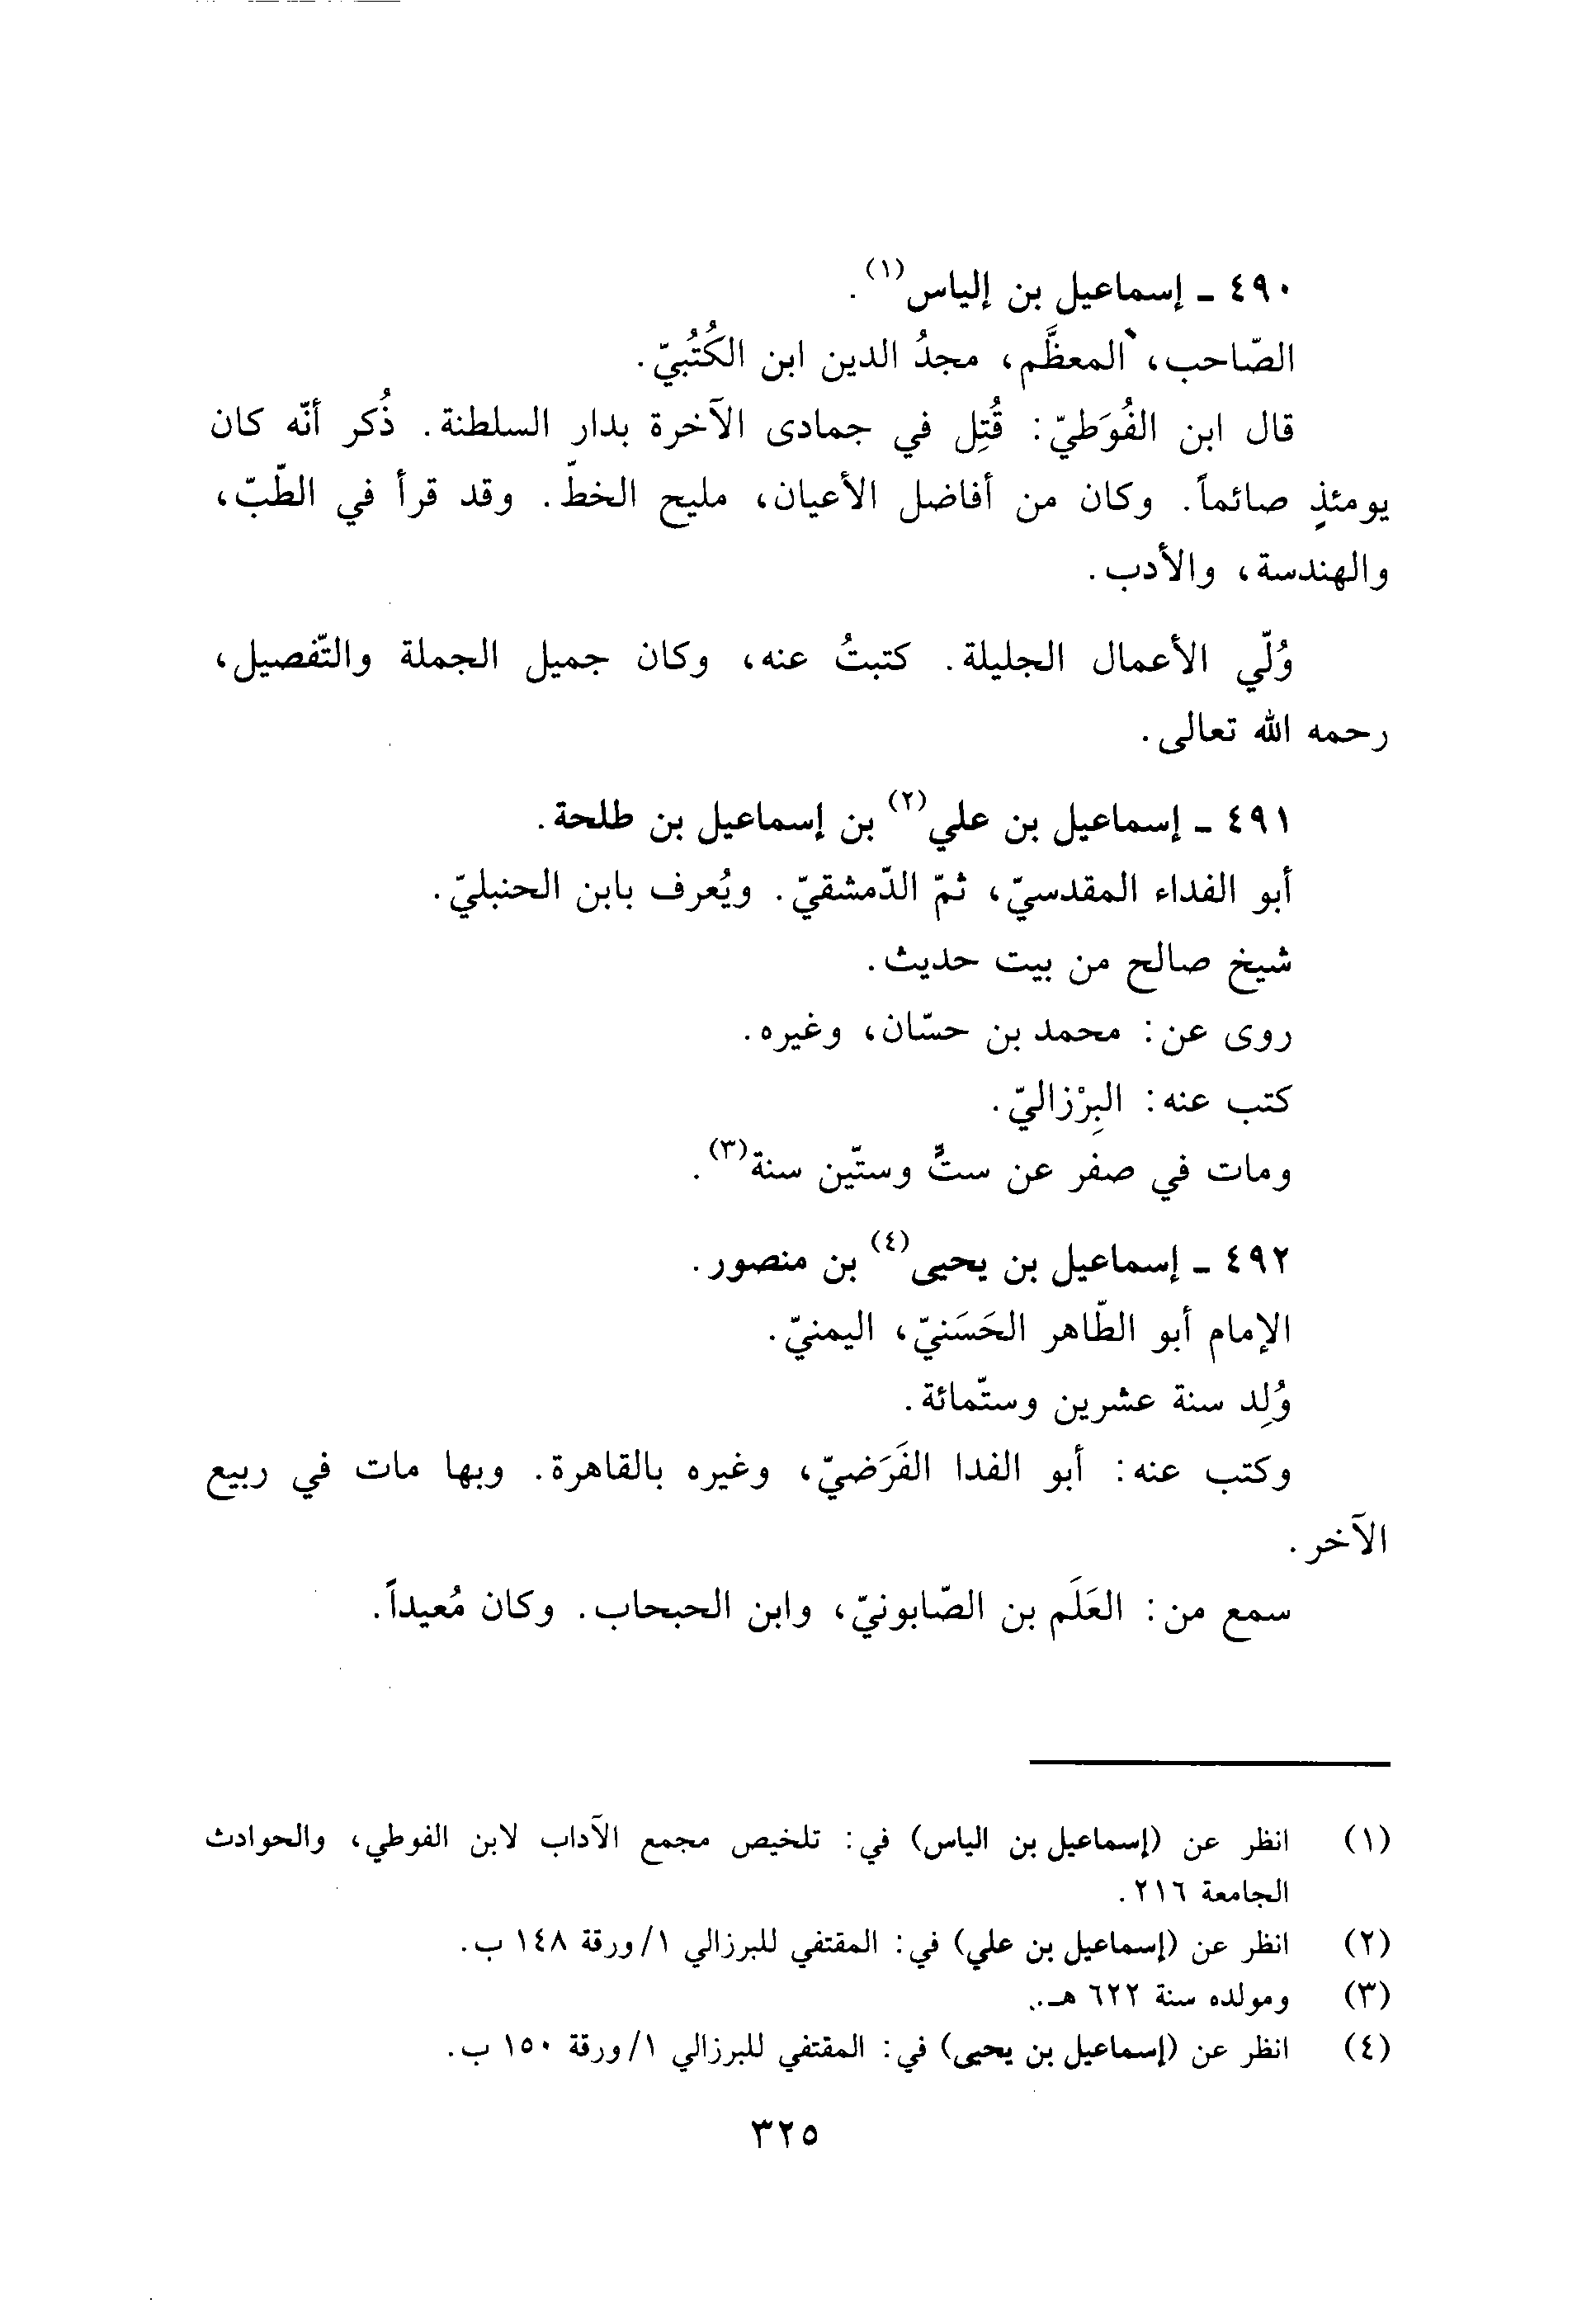 ٤٩٠ ـ إسماعيل بن إلياس(١).
الصّاحب، المعظَّم، مجدُ الدين ابن الكُتُبيّ.
قال ابن الفُوَطيّ: قُتِل في جمادى الآخرة بدار السلطنة. ذُكر أنّه كان
يومئذٍ صائماً. وكان من أفاضل الأعيان، مليح الخطّ. وقد قرأ في الطّبّ،
والهندسة، والأدب.
وُلّي الأعمال الجليلة. كتبتُ عنه، وكان جميل الجملة والتّفصيل،
رحمه الله تعالى.
٤٩١ ـ إسماعيل بن علي(٢) بن إسماعيل بن طلحة.
أبو الفداء المقدسيّ، ثمّ الدّمشقيّ. ويُعرف بابن الحنبليّ.
شيخ صالح من بيت حديث.
روى عن: محمد بن حسّان، وغيره.
كتب عنه: البِرْزاليّ.
ومات في صفر عن ستٍّ وستّين سنة(٣).
٤٩٢ ـ إسماعيل بن يحيى(٤) بن منصور.
الإمام أبو الطّاهر الحَسَنيّ، اليمنيّ.
وُلِد سنة عشرين وستّمائة.
وكتب عنه: أبو الفدا الفَرَضيّ، وغيره بالقاهرة. وبها مات في ربيع
الآخر.
سمع من: العَلَم بن الصّابونيّ، وابن الحبحاب. وكان مُعيداً.
(١) انظر عن (إسماعيل بن الياس) في: تلخيص مجمع الآداب لابن الفوطي، والحوادث
الجامعة ٢١٦.
(٢) انظر عن (إسماعيل بن علي) في: المقتفي للبرزالي ١/ورقة ١٤٨ ب.
(٣) ومولده سنة ٦٢٢ هـ..
(٤) انظر عن (إسماعيل بن يحيى) في: المقتفي للبرزالي ١/ورقة ١٥٠ ب.
٣٢٥